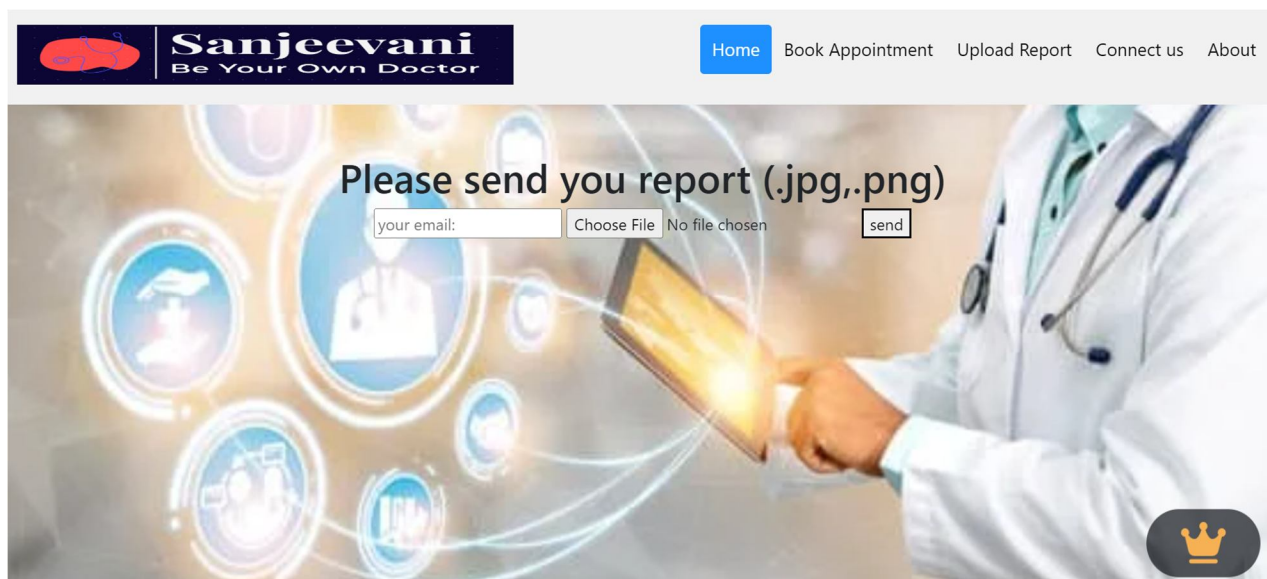 Sanjeevani
Be Your Own Doctor
Home Book Appointment Upload Report Connect us About
Please send you report (.jpg,.png)
your email: Choose File No file chosen send